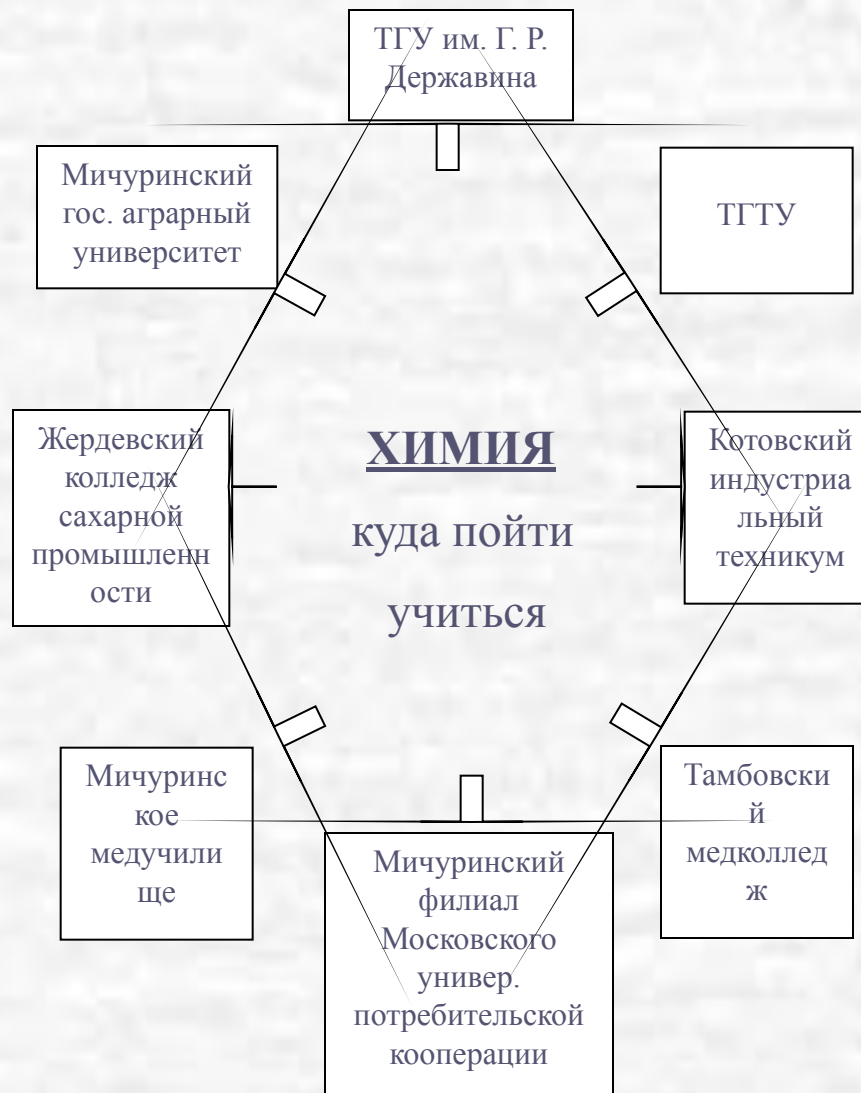 ТГУ им. Г. Р.
Державина
Мичуринский
гос. аграрный
университет
ТГТУ
Жердевский
колледж
сахарной
промышленн
ости
ХИМИЯ
куда пойти
учиться
Котовский
индустриа
льный
техникум
Мичуринс
кое
медучили
ще
Мичуринский
филиал
Московского
универ.
потребительской
кооперации
Тамбовски
й
медколлед
ж